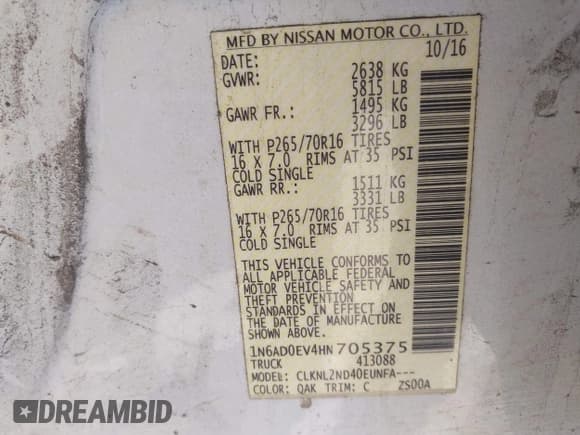 MFD BY NISSAN MOTOR CO., LTD.
DATE: 10/16
GVWR: 2638 KG
5815 LB
GAWR FR.: 1495 KG
3296 LB
WITH P265/70R16 TIRES
16 X 7.0 RIMS AT 35 PSI
COLD SINGLE
GAWR RR.: 1511 KG
3331 LB
WITH P265/70R16 TIRES
16 X 7.0 RIMS AT 35 PSI
COLD SINGLE
THIS VEHICLE CONFORMS TO
ALL APPLICABLE FEDERAL
MOTOR VEHICLE SAFETY AND
THEFT PREVENTION
STANDARDS IN EFFECT ON
THE DATE OF MANUFACTURE
SHOWN ABOVE.
1N6AD0EV4HN705375
TRUCK 413088
MODEL: CLKNL2ND40EUNFA---
COLOR: QAK TRIM: C ZS00A
DREAMBID